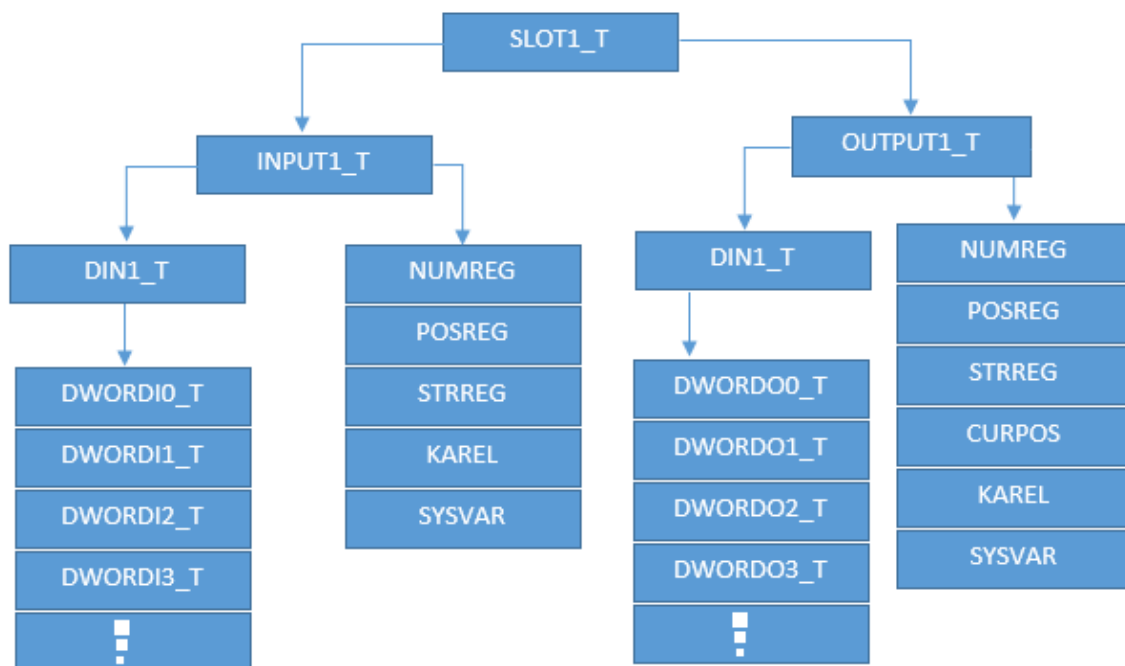 SLOT1_T
INPUT1_T
OUTPUT1_T
DIN1_T
DWORDI0_T
DWORDI1_T
DWORDI2_T
DWORDI3_T
NUMREG
POSREG
STRREG
KAREL
SYSVAR
DIN1_T
DWORDO0_T
DWORDO1_T
DWORDO2_T
DWORDO3_T
NUMREG
POSREG
STRREG
CURPOS
KAREL
SYSVAR